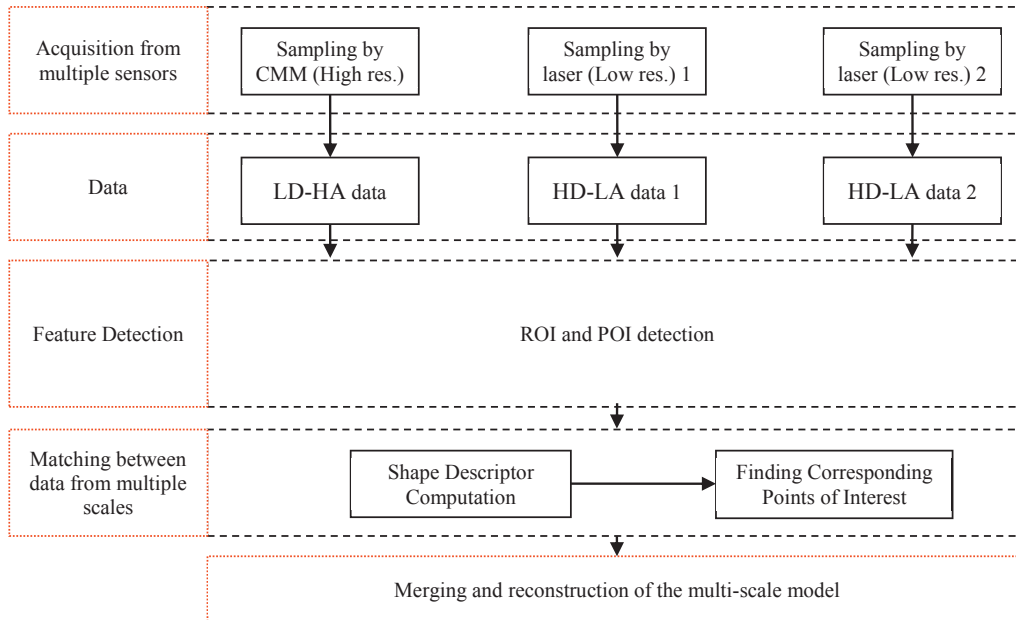 Acquisition from
multiple sensors
Sampling by
CMM (High res.)
Sampling by
laser (Low res.) 1
Sampling by
laser (Low res.) 2
Data
LD-HA data
HD-LA data 1
HD-LA data 2
Feature Detection
ROI and POI detection
Matching between
data from multiple
scales
Shape Descriptor
Computation
Finding Corresponding
Points of Interest
Merging and reconstruction of the multi-scale model